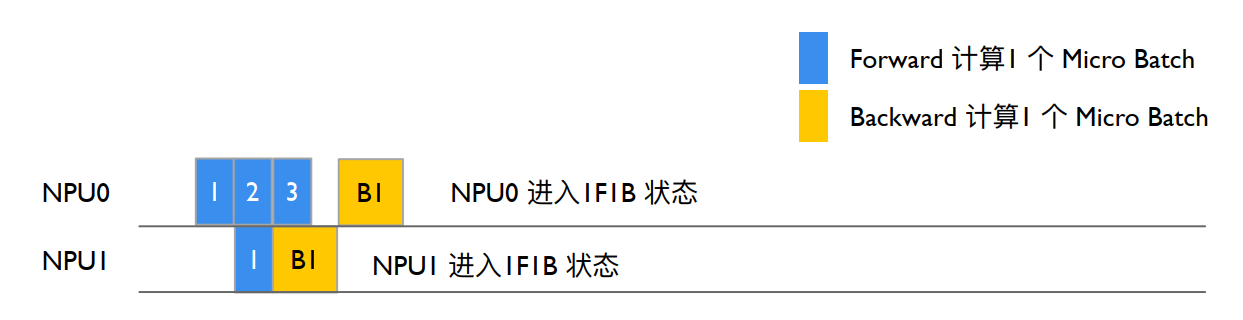 Forward 计算1 个 Micro Batch
Backward 计算1 个 Micro Batch
NPU0 1 2 3 B1 NPU0 进入1F1B 状态
NPU1 1 B1 NPU1 进入1F1B 状态